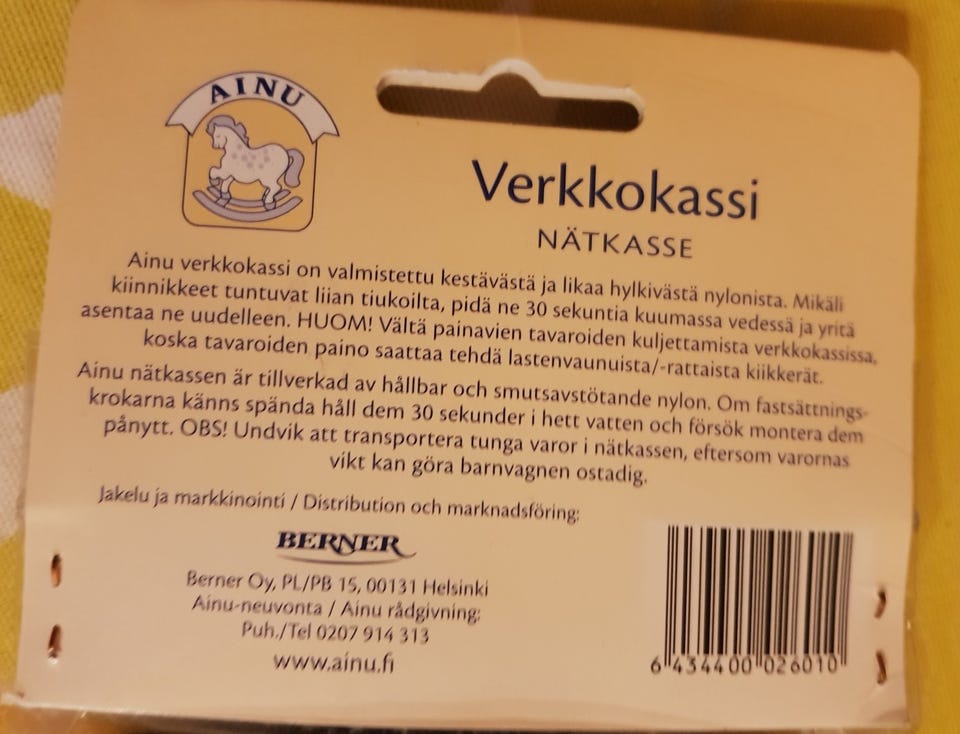 AINU
Verkkokassi
NÄTKASSE
Ainu verkkokassi on valmistettu kestävästä ja likaa hylkivästä nylonista. Mikäli
kiinnikkeet tuntuvat liian tiukoilta, pidä ne 30 sekuntia kuumassa vedessä ja yritä
asentaa ne uudelleen. HUOM! Vältä painavien tavaroiden kuljettamista verkkokassissa,
koska tavaroiden paino saattaa tehdä lastenvaunuista/-rattaista kiikkerät.
Ainu nätkassen är tillverkad av hållbar och smutsavstötande nylon. Om fastsättnings-
krokarna känns spända håll dem 30 sekunder i hett vatten och försök montera dem
pånytt. OBS! Undvik att transportera tunga varor i nätkassen, eftersom varornas
vikt kan göra barnvagnen ostadig.
Jakelu ja markkinointi / Distribution och marknadsföring:
BERNER
Berner Oy, PL/PB 15, 00131 Helsinki
Ainu-neuvonta / Ainu rådgivning:
Puh./Tel 0207 914 313
www.ainu.fi
6 434400 026010